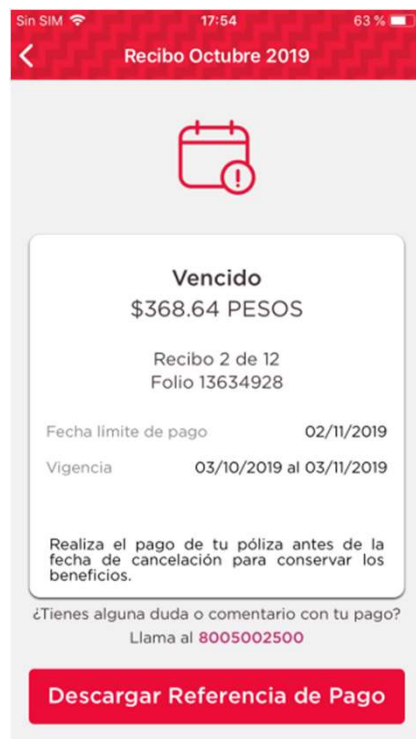 Sin SIM 17:54 63 %
Recibo Octubre 2019
Vencido
$368.64 PESOS
Recibo 2 de 12
Folio 13634928
Fecha límite de pago 02/11/2019
Vigencia 03/10/2019 al 03/11/2019
Realiza el pago de tu póliza antes de la
fecha de cancelación para conservar los
beneficios.
¿Tienes alguna duda o comentario con tu pago?
Llama al 8005002500
Descargar Referencia de Pago